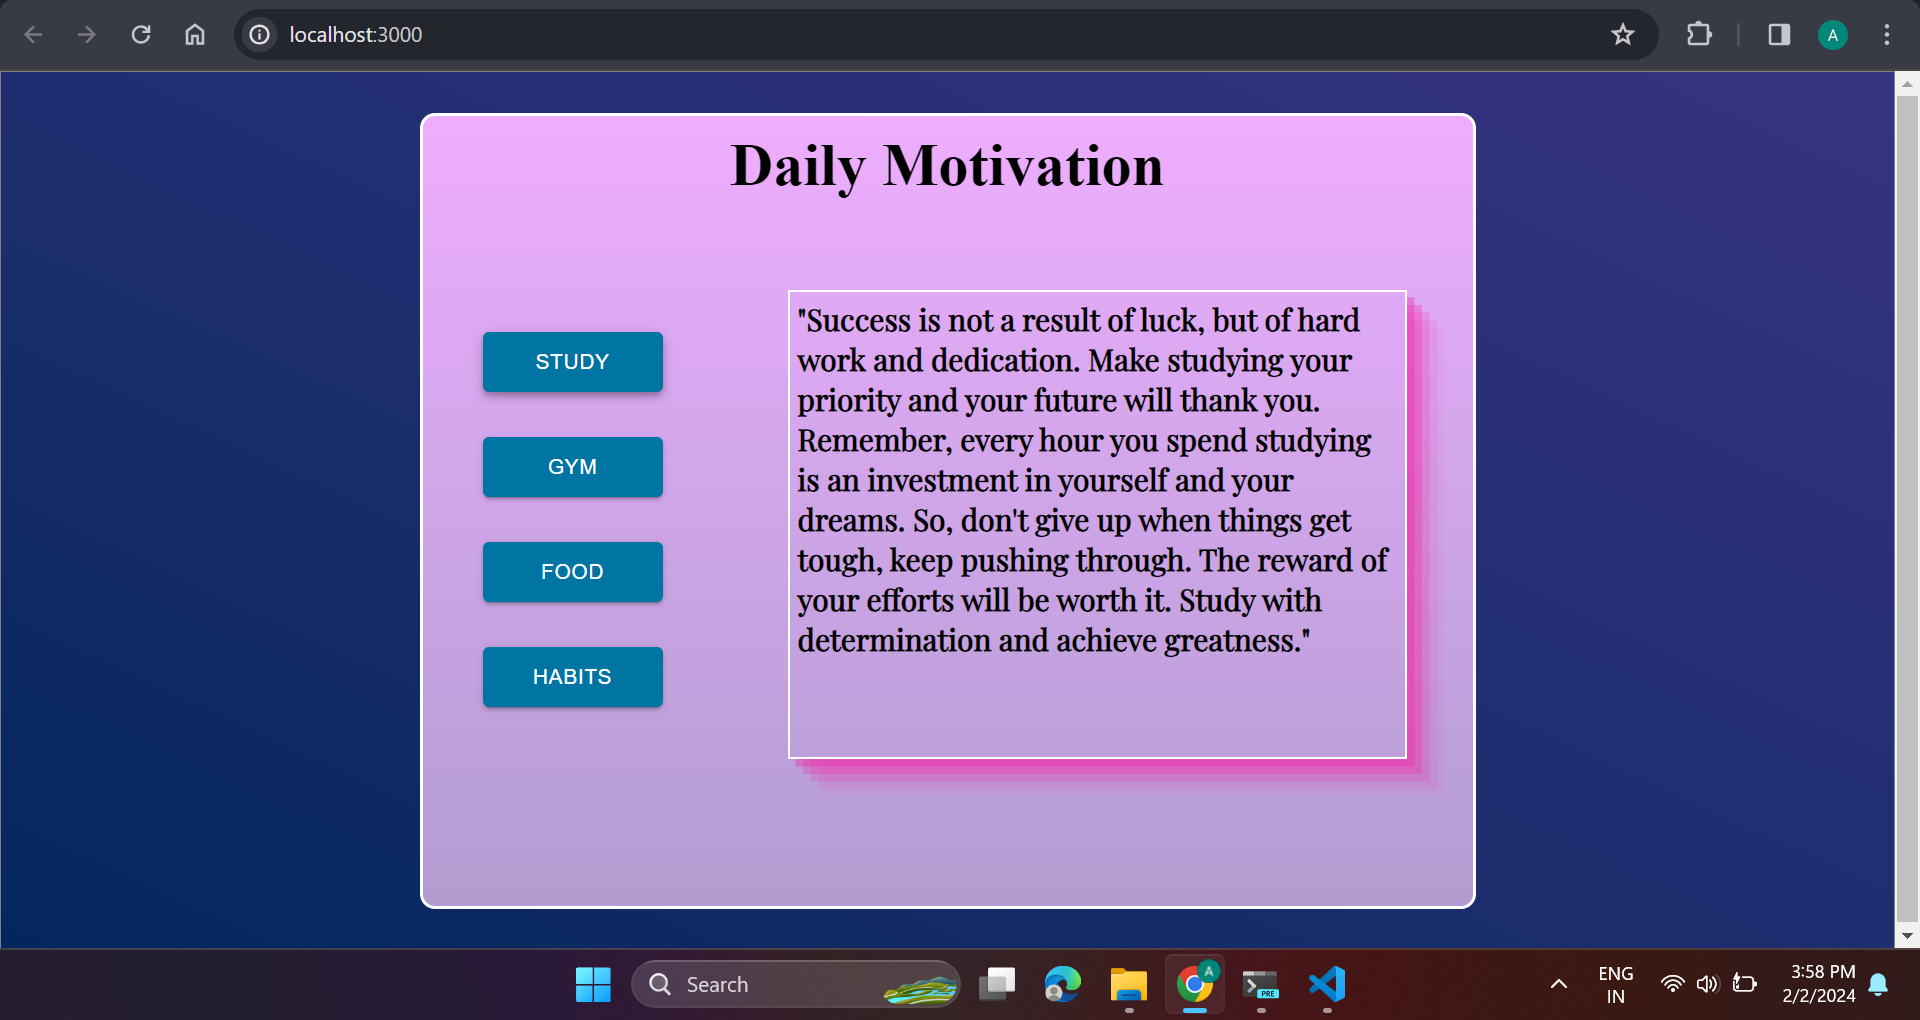 localhost:3000
A
Daily Motivation
STUDY
GYM
FOOD
HABITS
"Success is not a result of luck, but of hard
work and dedication. Make studying your
priority and your future will thank you.
Remember, every hour you spend studying
is an investment in yourself and your
dreams. So, don't give up when things get
tough, keep pushing through. The reward of
your efforts will be worth it. Study with
determination and achieve greatness."
Search
A
PRE
ENG
IN
3:58 PM
2/2/2024